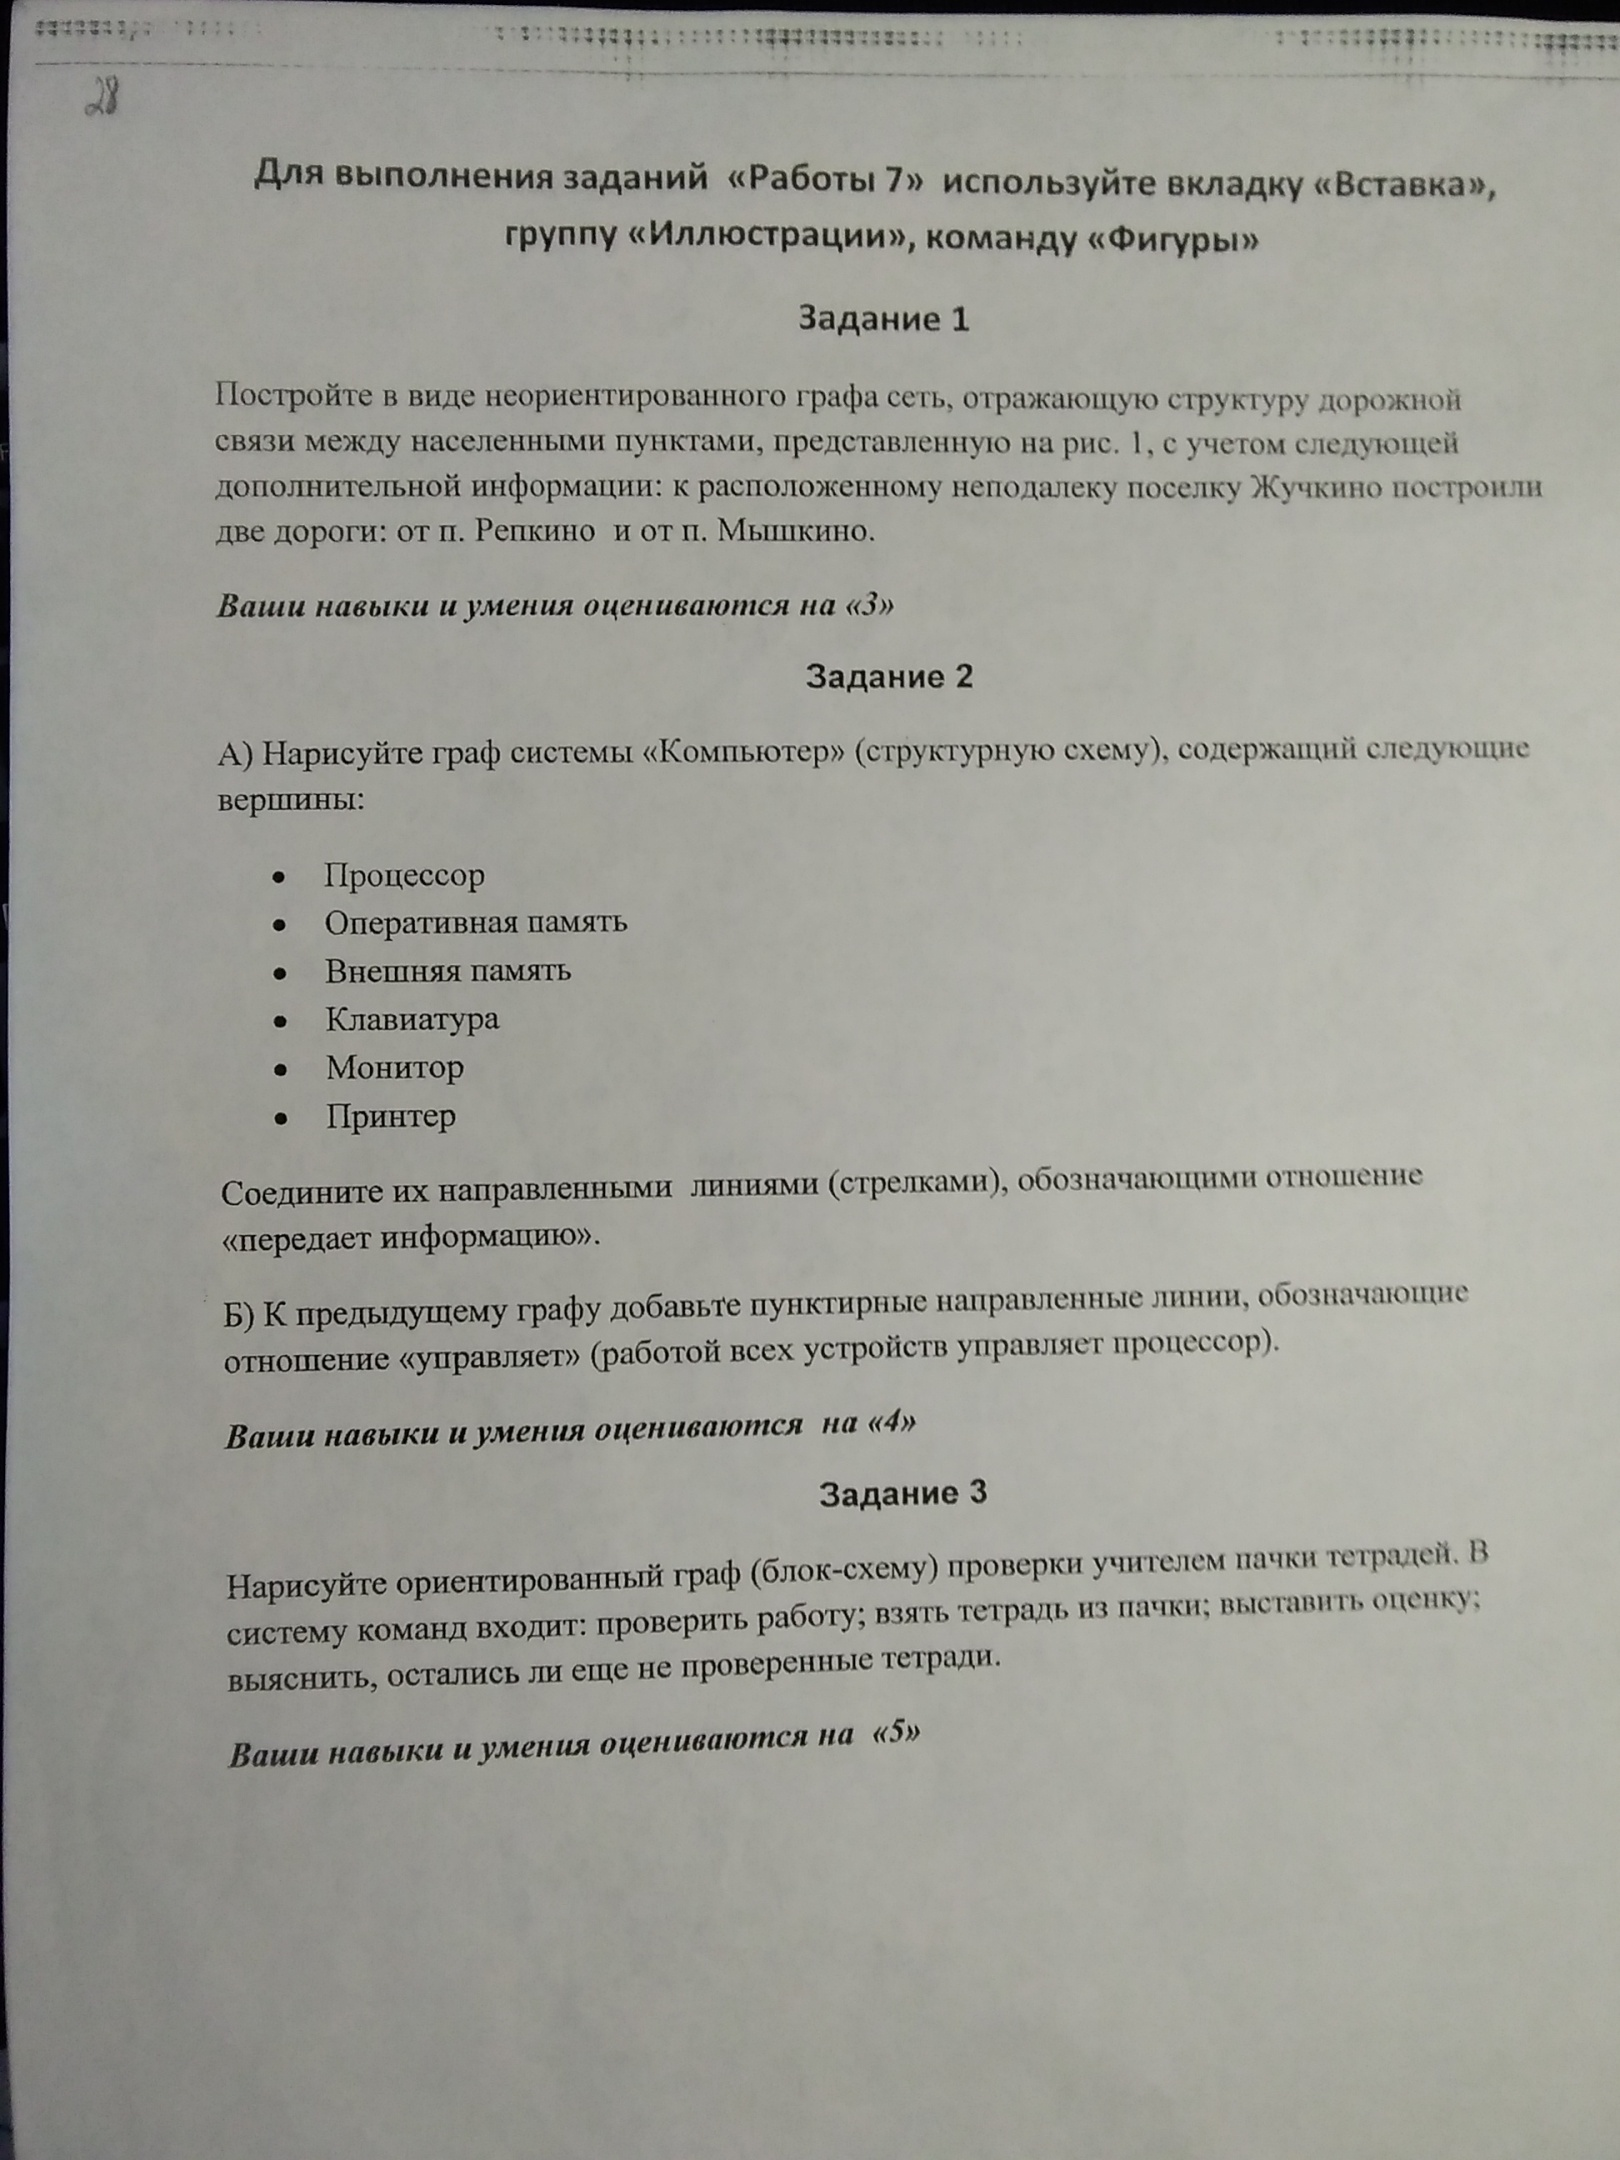 28
Для выполнения заданий «Работы 7» используйте вкладку «Вставка»,
группу «Иллюстрации», команду «Фигуры»
Задание 1
Постройте в виде неориентированного графа сеть, отражающую структуру дорожной
связи между населенными пунктами, представленную на рис. 1, с учетом следующей
дополнительной информации: к расположенному неподалеку поселку Жучкино построили
две дороги: от п. Репкино и от п. Мышкино.
Ваши навыки и умения оцениваются на «3»
Задание 2
А) Нарисуйте граф системы «Компьютер» (структурную схему), содержащий следующие
вершины:
• Процессор
• Оперативная память
• Внешняя память
• Клавиатура
• Монитор
• Принтер
Соедините их направленными линиями (стрелками), обозначающими отношение
«передает информацию».
Б) К предыдущему графу добавьте пунктирные направленные линии, обозначающие
отношение «управляет» (работой всех устройств управляет процессор).
Ваши навыки и умения оцениваются на «4»
Задание 3
Нарисуйте ориентированный граф (блок-схему) проверки учителем пачки тетрадей. В
систему команд входит: проверить работу; взять тетрадь из пачки; выставить оценку;
выяснить, остались ли еще не проверенные тетради.
Ваши навыки и умения оцениваются на «5»